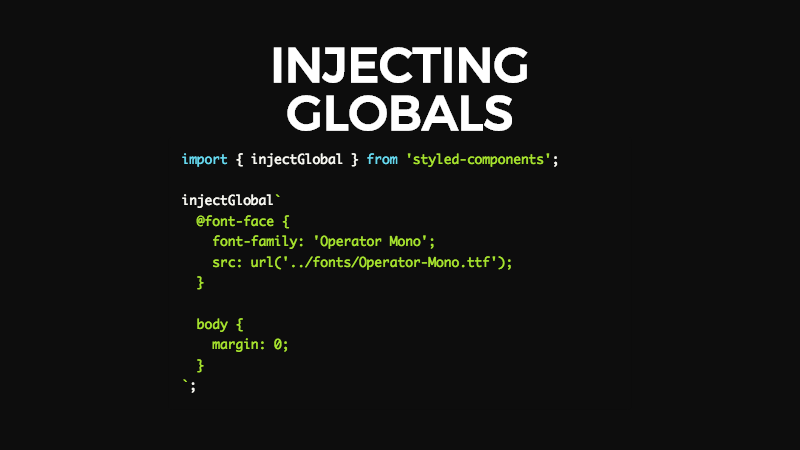 INJECTING
GLOBALS
import { injectGlobal } from 'styled-components';
injectGlobal`
  @font-face {
    font-family: 'Operator Mono';
    src: url('../fonts/Operator-Mono.ttf');
  }
  body {
    margin: 0;
  }
`;